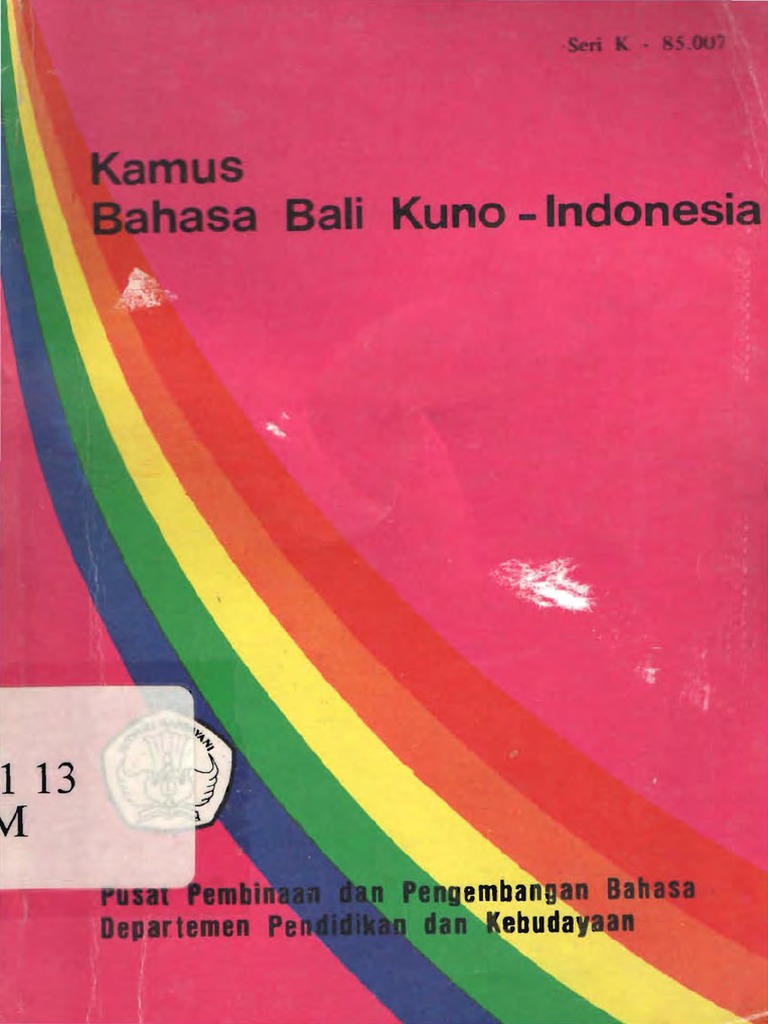 Seri K - 85.007
Kamus
Bahasa Bali Kuno - Indonesia
1 13
M
Pusat Pembinaan dan Pengembangan Bahasa
Departemen Pendidikan dan Kebudayaan